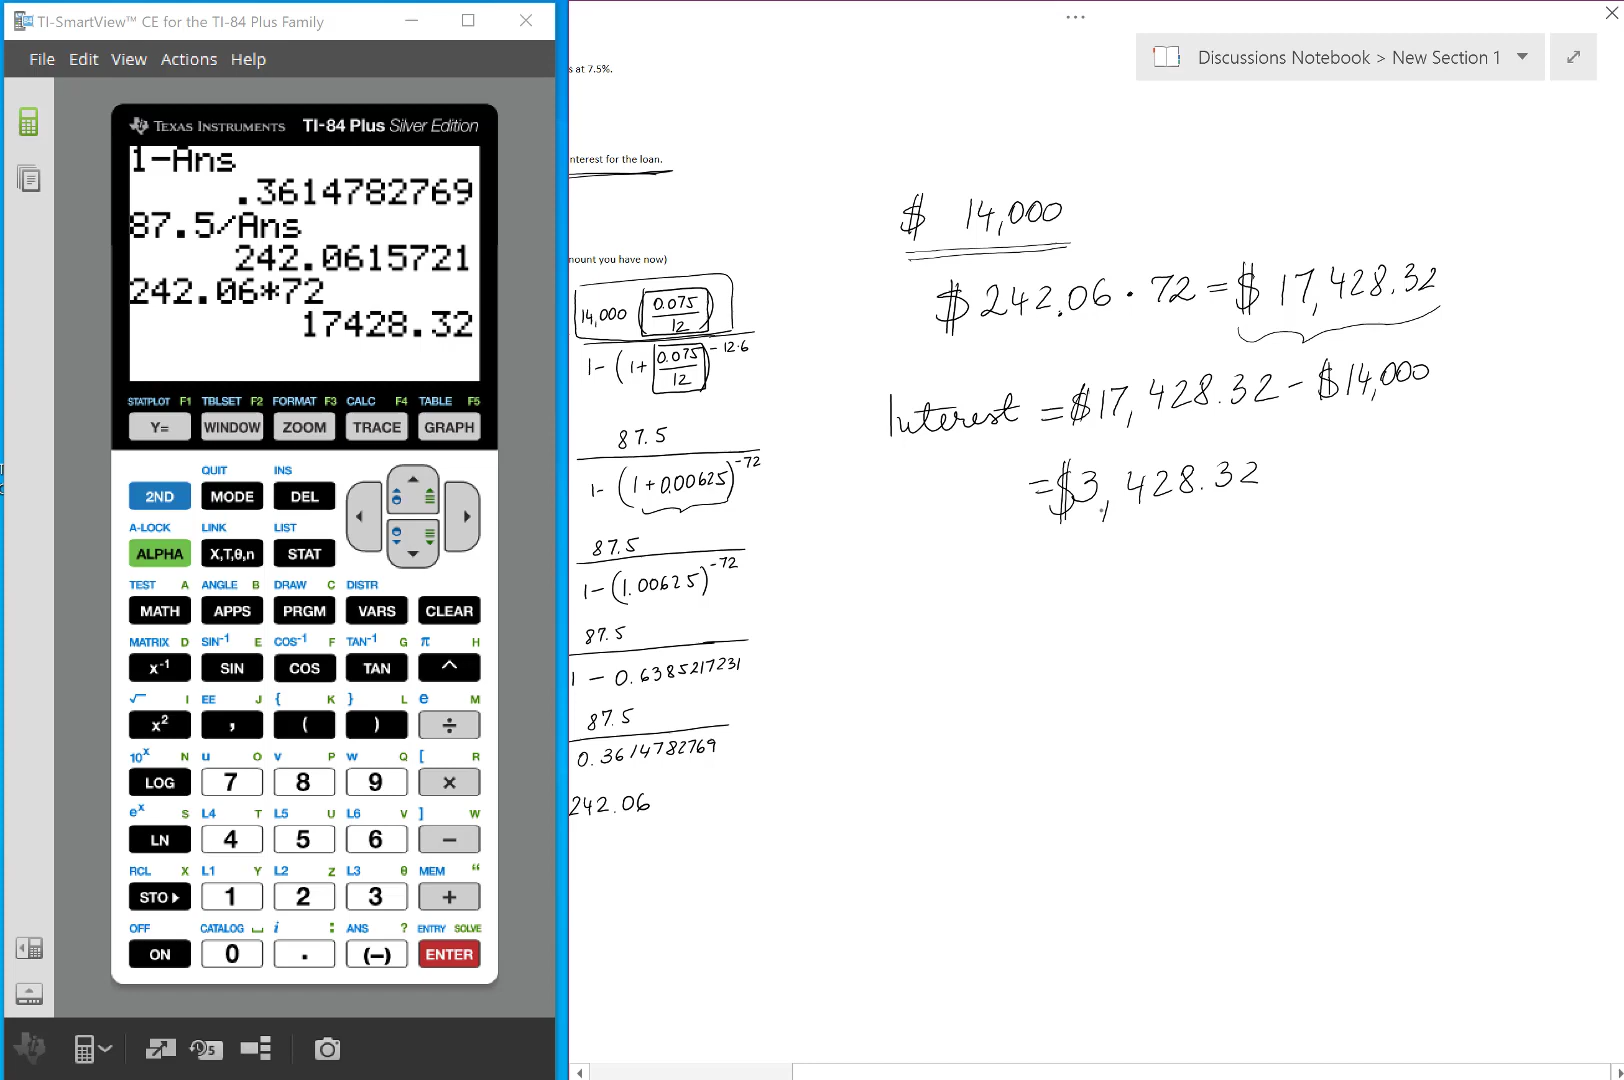 TI-SmartView™ CE for the TI-84 Plus Family
File Edit View Actions Help
TEXAS INSTRUMENTS TI-84 Plus Silver Edition
1-Ans
.3614782769
87.5/Ans
242.0615721
242.06*72
17428.32
STATPLOT F1 TBLSET F2 FORMAT F3 CALC F4 TABLE F5
Y= WINDOW ZOOM TRACE GRAPH
QUIT INS
2ND MODE DEL
A-LOCK LINK LIST
ALPHA X,T,θ,n STAT
TEST A ANGLE B DRAW C DISTR
MATH APPS PRGM VARS CLEAR
MATRIX D SIN⁻¹ E COS⁻¹ F TAN⁻¹ G π H
x⁻¹ SIN COS TAN ^
√ I EE J { K } L e M
x² , ( ) ÷
10ˣ N u O v P w Q [ R
LOG 7 8 9 ×
eˣ S L4 T L5 U L6 V ] W
LN 4 5 6 −
RCL X L1 Y L2 Z L3 θ MEM "
STO▸ 1 2 3 +
OFF CATALOG ⎵ i : ANS ? ENTRY SOLVE
ON 0 . (−) ENTER
s at 7.5%.
nterest for the loan.
mount you have now)
14,000 (0.075/12)
1-(1+0.075/12)^-12·6
87.5
1-(1+0.00625)^-72
87.5
1-(1.00625)^-72
87.5
1-0.6385217231
87.5
0.3614782769
242.06
... 
Discussions Notebook > New Section 1
$ 14,000
$242.06 · 72 = $17,428.32
Interest = $17,428.32 - $14,000
= $3,428.32